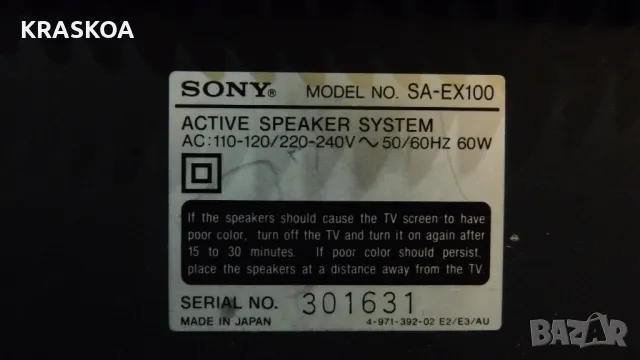 KRASKOA
SONY® MODEL NO. SA-EX100
ACTIVE SPEAKER SYSTEM
AC:110-120/220-240V ~ 50/60HZ 60W
If the speakers should cause the TV screen to have
poor color, turn off the TV and turn it on again after
15 to 30 minutes. If poor color should persist,
place the speakers at a distance away from the TV.
SERIAL NO. 301631
MADE IN JAPAN 4-971-392-02 E2/E3/AU
BAZAR
bg